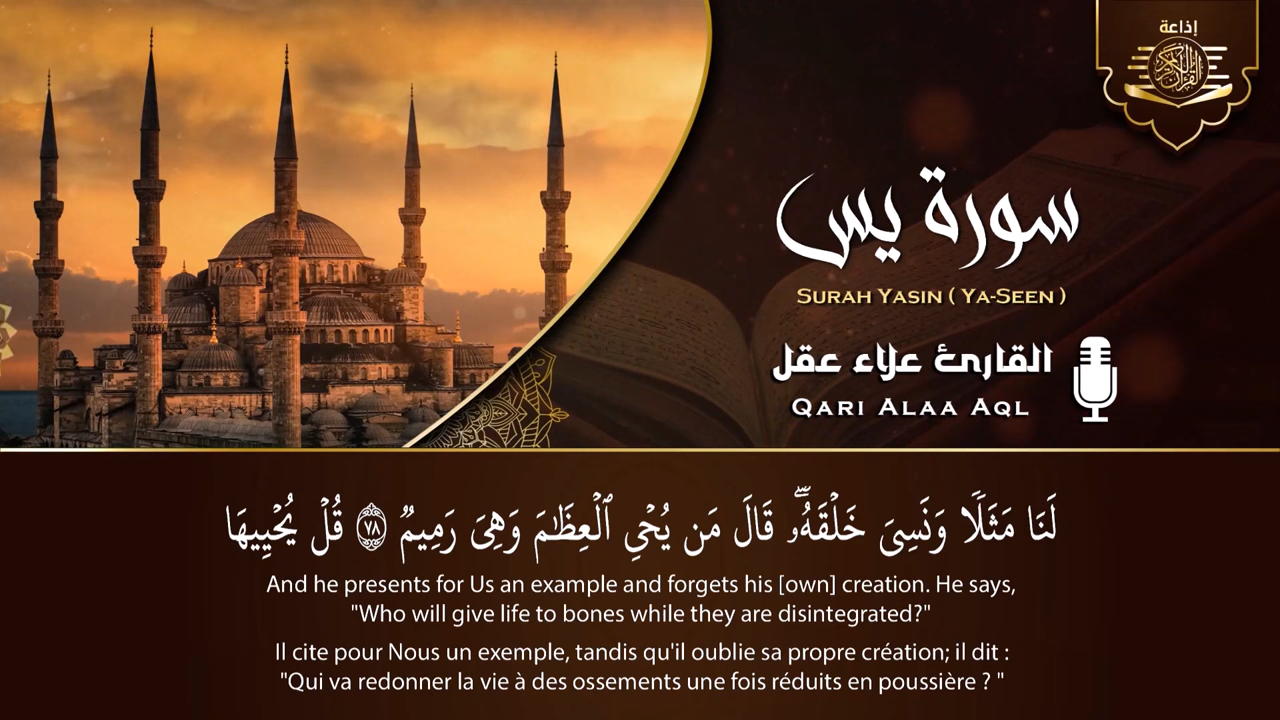 إذاعة
القرآن الكريم
سورة يس
SURAH YASIN ( YA-SEEN )
القارئ علاء عقل
QARI ALAA AQL
لَنَا مَثَلًا وَنَسِىَ خَلْقَهُۥ ۖ قَالَ مَن يُحْىِ ٱلْعِظَـٰمَ وَهِىَ رَمِيمٌ ۝٧٨ قُلْ يُحْيِيهَا
And he presents for Us an example and forgets his [own] creation. He says,
"Who will give life to bones while they are disintegrated?"
Il cite pour Nous un exemple, tandis qu'il oublie sa propre création; il dit :
"Qui va redonner la vie à des ossements une fois réduits en poussière ? "